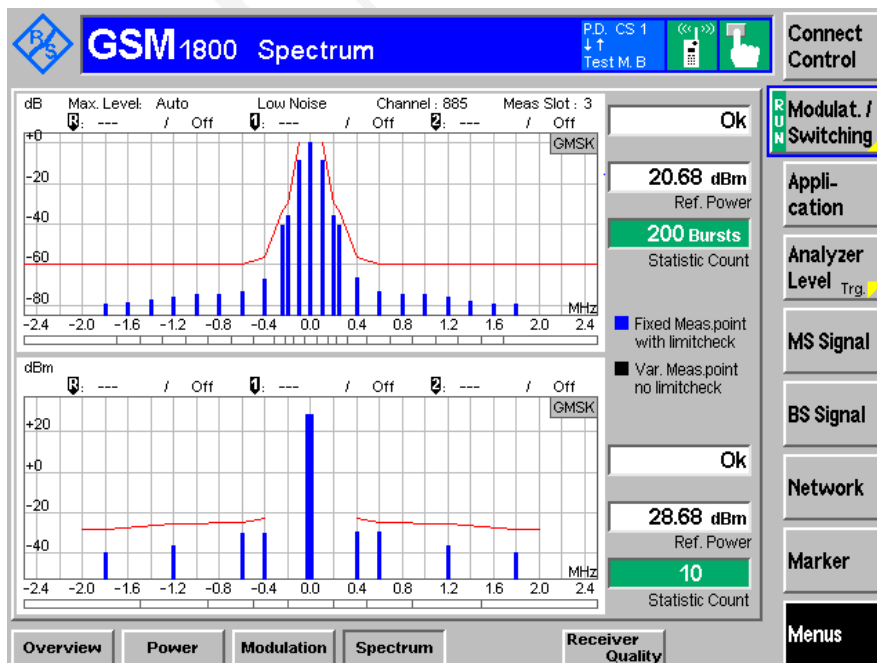 R/S
GSM 1800 Spectrum
P.D. CS 1
↓↑
Test M. B
Connect
Control
dB Max. Level: Auto Low Noise Channel : 885 Meas Slot : 3
R: --- / Off 1: --- / Off 2: --- / Off
GMSK
+0
-20
-40
-60
-80
MHz
-2.4 -2.0 -1.6 -1.2 -0.8 -0.4 0.0 0.4 0.8 1.2 1.6 2.0 2.4
Ok
20.68 dBm
Ref. Power
200 Bursts
Statistic Count
Fixed Meas.point
with limitcheck
Var. Meas.point
no limitcheck
dBm
R: --- / Off 1: --- / Off 2: --- / Off
GMSK
+20
+0
-20
-40
MHz
-2.4 -2.0 -1.6 -1.2 -0.8 -0.4 0.0 0.4 0.8 1.2 1.6 2.0 2.4
Ok
28.68 dBm
Ref. Power
10
Statistic Count
RUN
Modulat. /
Switching
Appli-
cation
Analyzer
Level Trg.
MS Signal
BS Signal
Network
Marker
Menus
Overview Power Modulation Spectrum Receiver
Quality